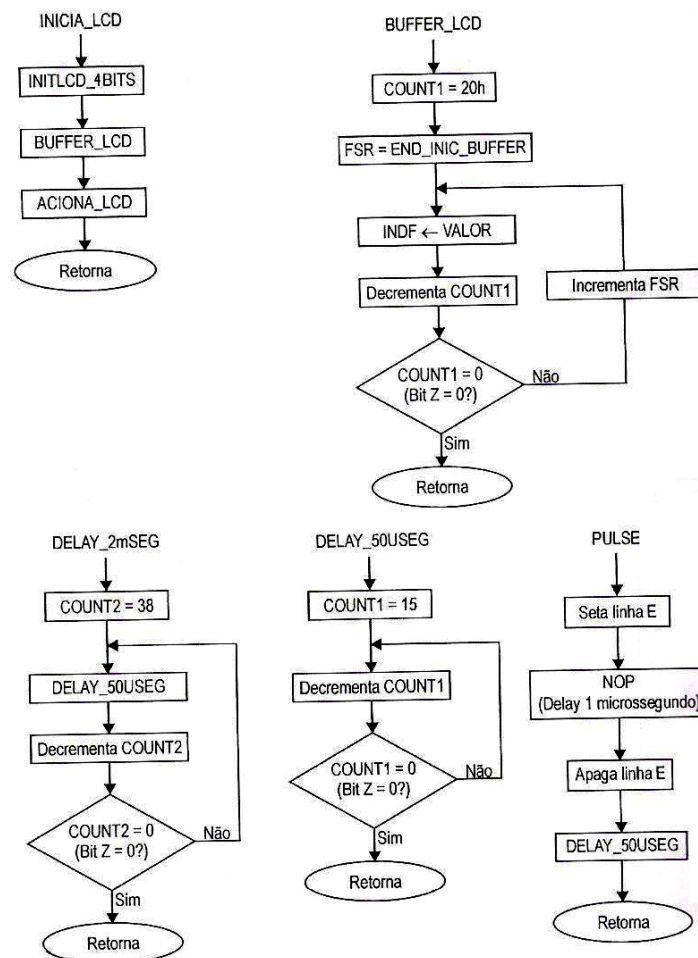 INICIA_LCD
INITLCD_4BITS
BUFFER_LCD
ACIONA_LCD
Retorna
BUFFER_LCD
COUNT1 = 20h
FSR = END_INIC_BUFFER
INDF ← VALOR
Decrementa COUNT1
Incrementa FSR
COUNT1 = 0
(Bit Z = 0?)
Não
Sim
Retorna
DELAY_2mSEG
COUNT2 = 38
DELAY_50USEG
Decrementa COUNT2
COUNT2 = 0
(Bit Z = 0?)
Não
Sim
Retorna
DELAY_50USEG
COUNT1 = 15
Decrementa COUNT1
COUNT1 = 0
(Bit Z = 0?)
Não
Sim
Retorna
PULSE
Seta linha E
NOP
(Delay 1 microssegundo)
Apaga linha E
DELAY_50USEG
Retorna